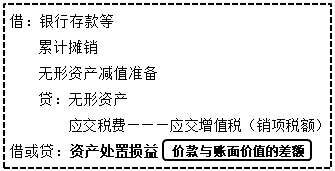 借：银行存款等
累计摊销
无形资产减值准备
贷：无形资产
应交税费———应交增值税（销项税额）
借或贷：资产处置损益 价款与账面价值的差额